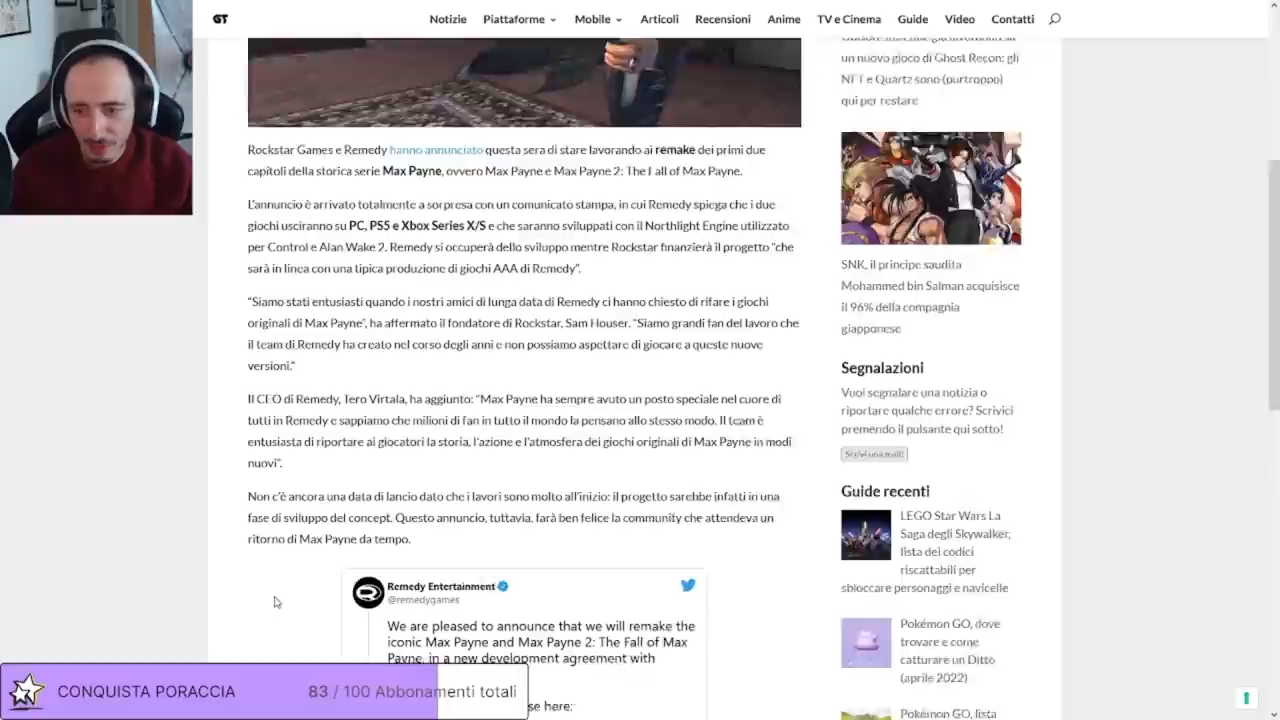 GT
Notizie Piattaforme Mobile Articoli Recensioni Anime TV e Cinema Guide Video Contatti
Rockstar Games e Remedy hanno annunciato questa sera di stare lavorando ai remake dei primi due
capitoli della storica serie Max Payne, ovvero Max Payne e Max Payne 2: The Fall of Max Payne.
L'annuncio è arrivato totalmente a sorpresa con un comunicato stampa, in cui Remedy spiega che i due
giochi usciranno su PC, PS5 e Xbox Series X/S e che saranno sviluppati con il Northlight Engine utilizzato
per Control e Alan Wake 2. Remedy si occuperà dello sviluppo mentre Rockstar finanzierà il progetto "che
sarà in linea con una tipica produzione di giochi AAA di Remedy".
"Siamo stati entusiasti quando i nostri amici di lunga data di Remedy ci hanno chiesto di rifare i giochi
originali di Max Payne", ha affermato il fondatore di Rockstar, Sam Houser. "Siamo grandi fan del lavoro che
il team di Remedy ha creato nel corso degli anni e non possiamo aspettare di giocare a queste nuove
versioni."
Il CEO di Remedy, Tero Virtala, ha aggiunto: "Max Payne ha sempre avuto un posto speciale nel cuore di
tutti in Remedy e sappiamo che milioni di fan in tutto il mondo la pensano allo stesso modo. Il team è
entusiasta di riportare ai giocatori la storia, l'azione e l'atmosfera dei giochi originali di Max Payne in modi
nuovi".
Non c'è ancora una data di lancio dato che i lavori sono molto all'inizio: il progetto sarebbe infatti in una
fase di sviluppo del concept. Questo annuncio, tuttavia, farà ben felice la community che attendeva un
ritorno di Max Payne da tempo.
Remedy Entertainment
@remedygames
We are pleased to announce that we will remake the
iconic Max Payne and Max Payne 2: The Fall of Max
Payne, in a new development agreement with
se here:
un nuovo gioco di Ghost Recon: gli
NFT e Quartz sono (purtroppo)
qui per restare
SNK, il principe saudita
Mohammed bin Salman acquisisce
il 96% della compagnia
giapponese
Segnalazioni
Vuoi segnalare una notizia o
riportare qualche errore? Scrivici
premendo il pulsante qui sotto!
Scrivi una mail!
Guide recenti
LEGO Star Wars La
Saga degli Skywalker,
lista dei codici
riscattabili per
sbloccare personaggi e navicelle
Pokémon GO, dove
trovare e come
catturare un Ditto
(aprile 2022)
Pokémon GO, lista
CONQUISTA PORACCIA 83 / 100 Abbonamenti totali